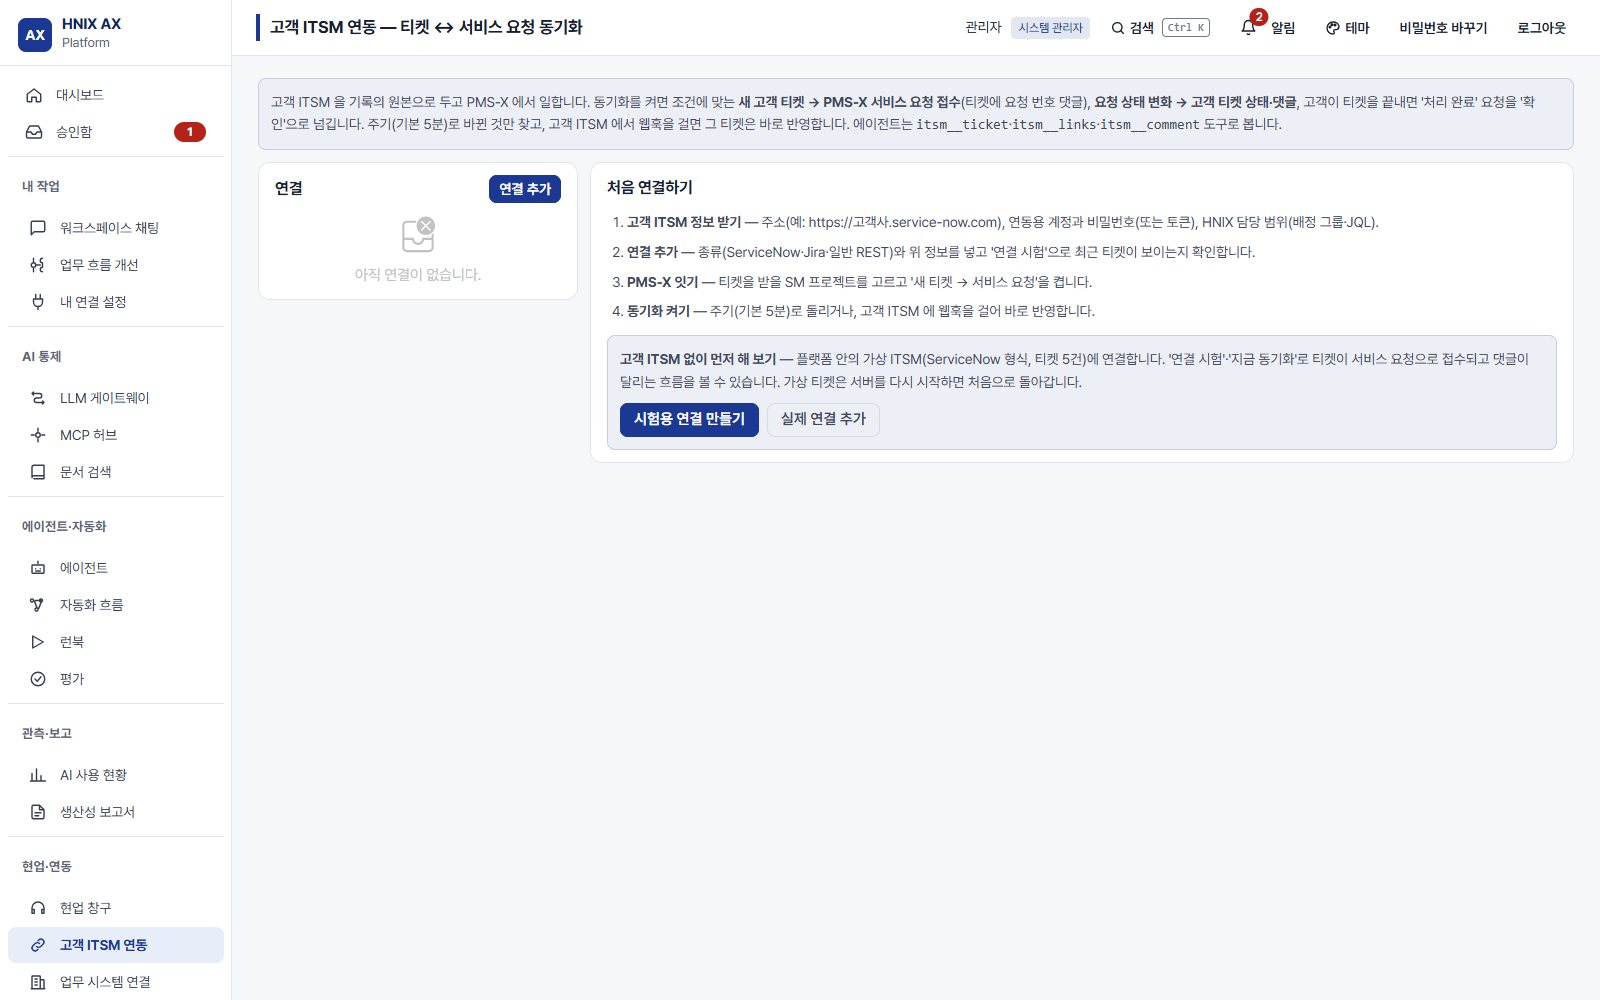 AX
HNIX AX
Platform
대시보드
승인함
1
내 작업
워크스페이스 채팅
업무 흐름 개선
내 연결 설정
AI 통제
LLM 게이트웨이
MCP 허브
문서 검색
에이전트·자동화
에이전트
자동화 흐름
런북
평가
관측·보고
AI 사용 현황
생산성 보고서
현업·연동
현업 창구
고객 ITSM 연동
업무 시스템 연결
고객 ITSM 연동 — 티켓 ↔ 서비스 요청 동기화
관리자
시스템 관리자
검색
Ctrl K
2
알림
테마
비밀번호 바꾸기
로그아웃
고객 ITSM 을 기록의 원본으로 두고 PMS-X 에서 일합니다. 동기화를 켜면 조건에 맞는 새 고객 티켓 → PMS-X 서비스 요청 접수(티켓에 요청 번호 댓글), 요청 상태 변화 → 고객 티켓 상태·댓글, 고객이 티켓을 끝내면 '처리 완료' 요청을 '확
인'으로 넘깁니다. 주기(기본 5분)로 바뀐 것만 찾고, 고객 ITSM 에서 웹훅을 걸면 그 티켓은 바로 반영합니다. 에이전트는 itsm__ticket·itsm__links·itsm__comment 도구로 봅니다.
연결
연결 추가
아직 연결이 없습니다.
처음 연결하기
1. 고객 ITSM 정보 받기 — 주소(예: https://고객사.service-now.com), 연동용 계정과 비밀번호(또는 토큰), HNIX 담당 범위(배정 그룹·JQL).
2. 연결 추가 — 종류(ServiceNow·Jira·일반 REST)와 위 정보를 넣고 '연결 시험'으로 최근 티켓이 보이는지 확인합니다.
3. PMS-X 잇기 — 티켓을 받을 SM 프로젝트를 고르고 '새 티켓 → 서비스 요청'을 켭니다.
4. 동기화 켜기 — 주기(기본 5분)로 돌리거나, 고객 ITSM 에 웹훅을 걸어 바로 반영합니다.
고객 ITSM 없이 먼저 해 보기 — 플랫폼 안의 가상 ITSM(ServiceNow 형식, 티켓 5건)에 연결합니다. '연결 시험'·'지금 동기화'로 티켓이 서비스 요청으로 접수되고 댓글이
달리는 흐름을 볼 수 있습니다. 가상 티켓은 서버를 다시 시작하면 처음으로 돌아갑니다.
시험용 연결 만들기
실제 연결 추가